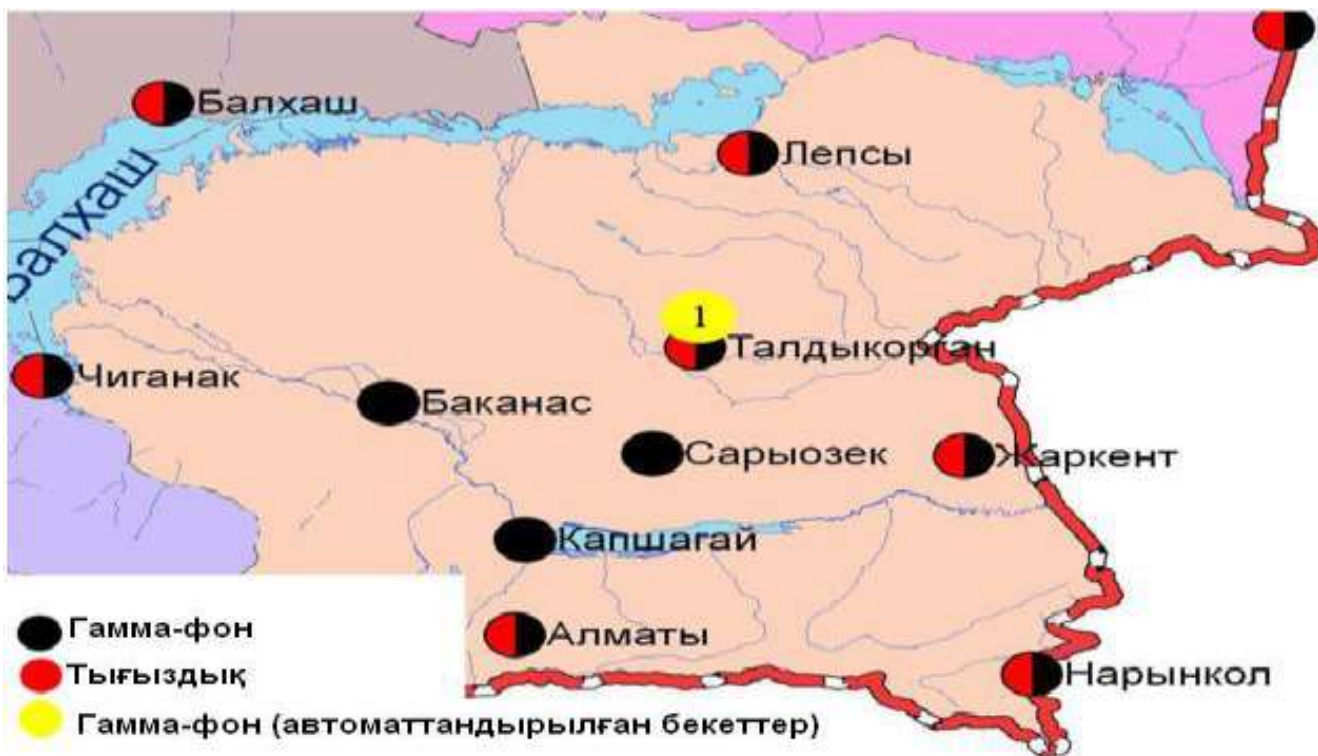 Балхаш
Лепсы
Балхаш
1
Талдыкорган
Чиганак
Баканас
Сарыозек
Жаркент
Капшагай
Гамма-фон
Алматы
Тығыздық
Нарынкол
Гамма-фон (автоматтандырылған бекеттер)